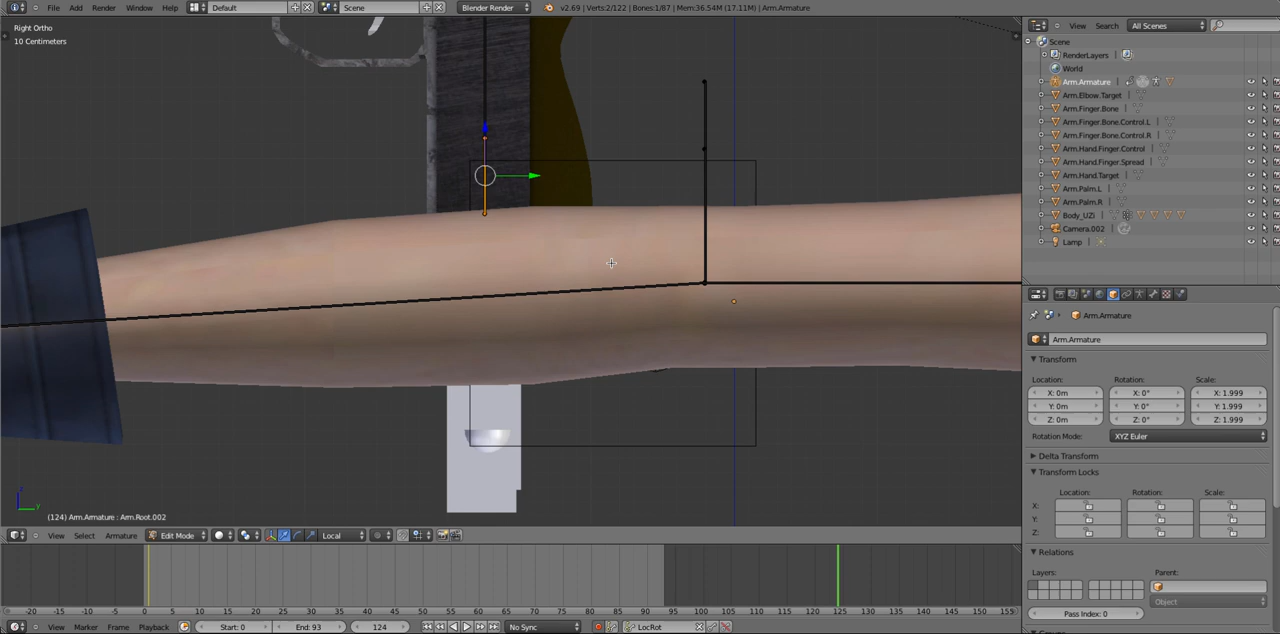 File Add Render Window Help Default Scene Blender Render v2.69 | Verts:2/122 | Bones:1/87 | Mem:36.54M (17.11M) | Arm.Armature
Right Ortho
10 Centimeters
(124) Arm.Armature : Arm.Root.002
View Select Armature Edit Mode Local
-20 -15 -10 -5 0 5 10 15 20 25 30 35 40 45 50 55 60 65 70 75 80 85 90 95 100 105 110 115 120 125 130 135 140 145 150 155
View Marker Frame Playback Start: 0 End: 93 124 No Sync LocRot
View Search All Scenes
Scene
RenderLayers
World
Arm.Armature
Arm.Elbow.Target
Arm.Finger.Bone
Arm.Finger.Bone.Control.L
Arm.Finger.Bone.Control.R
Arm.Hand.Finger.Control
Arm.Hand.Finger.Spread
Arm.Hand.Target
Arm.Palm.L
Arm.Palm.R
Body_UZI
Camera.002
Lamp
Arm.Armature
Arm.Armature
Transform
Location: Rotation: Scale:
X: 0m X: 0° X: 1.999
Y: 0m Y: 0° Y: 1.999
Z: 0m Z: 0° Z: 1.999
Rotation Mode: XYZ Euler
Delta Transform
Transform Locks
Location: Rotation: Scale:
X:
Y:
Z:
Relations
Layers: Parent:
Object
Pass Index: 0